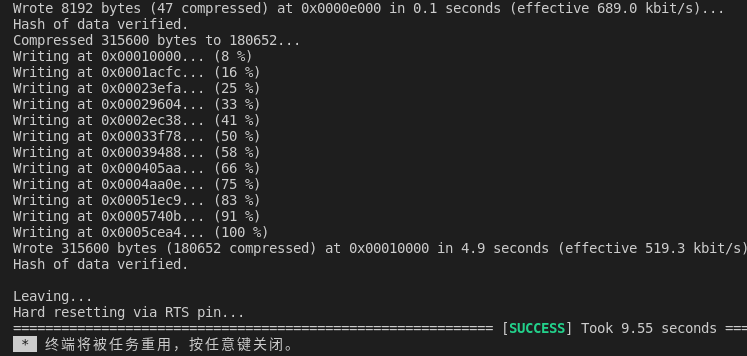 Wrote 8192 bytes (47 compressed) at 0x0000e000 in 0.1 seconds (effective 689.0 kbit/s)...
Hash of data verified.
Compressed 315600 bytes to 180652...
Writing at 0x00010000... (8 %)
Writing at 0x0001acfc... (16 %)
Writing at 0x00023efa... (25 %)
Writing at 0x00029604... (33 %)
Writing at 0x0002ec38... (41 %)
Writing at 0x00033f78... (50 %)
Writing at 0x00039488... (58 %)
Writing at 0x000405aa... (66 %)
Writing at 0x0004aa0e... (75 %)
Writing at 0x00051ec9... (83 %)
Writing at 0x0005740b... (91 %)
Writing at 0x0005cea4... (100 %)
Wrote 315600 bytes (180652 compressed) at 0x00010000 in 4.9 seconds (effective 519.3 kbit/s)
Hash of data verified.

Leaving...
Hard resetting via RTS pin...
============================================================ [SUCCESS] Took 9.55 seconds ===
* 终端将被任务重用，按任意键关闭。